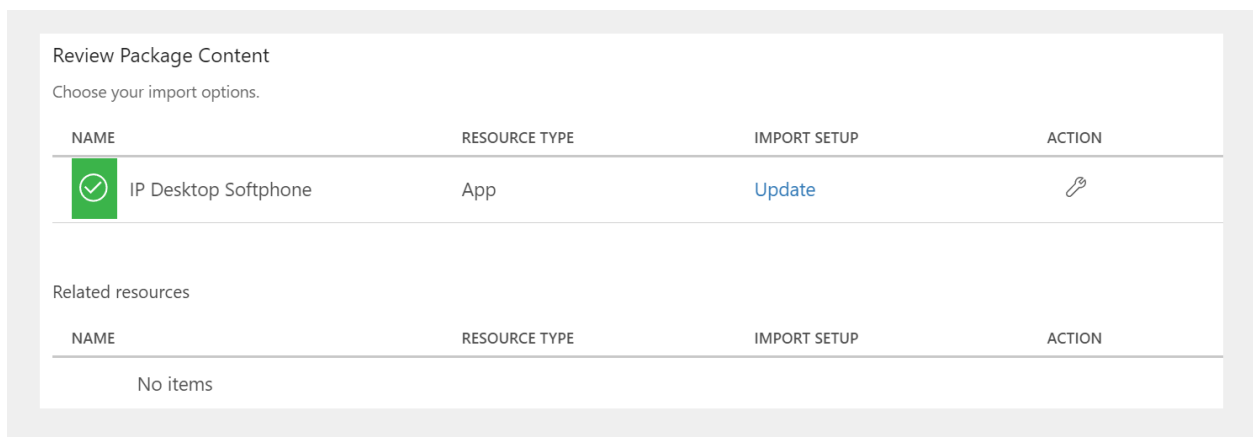 Review Package Content
Choose your import options.
NAME RESOURCE TYPE IMPORT SETUP ACTION
IP Desktop Softphone App Update
Related resources
NAME RESOURCE TYPE IMPORT SETUP ACTION
No items